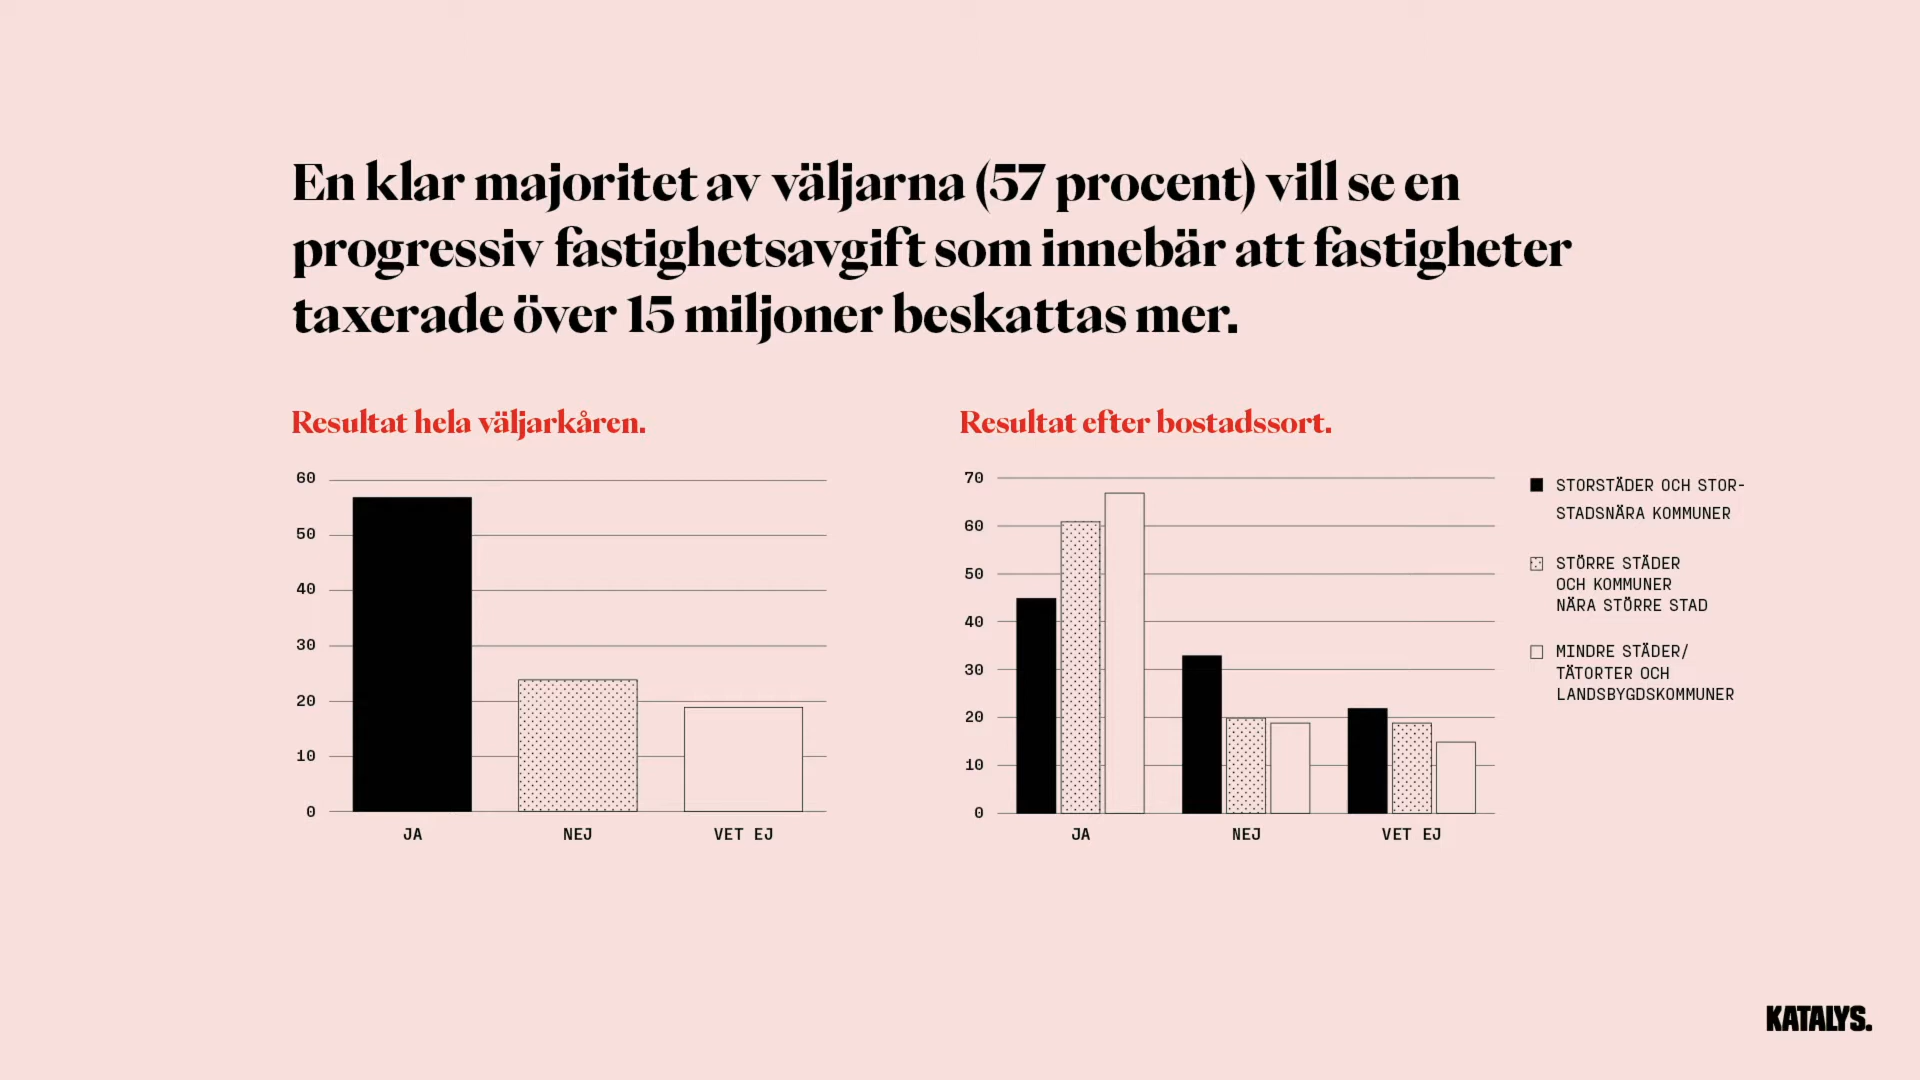 En klar majoritet av väljarna (57 procent) vill se en
progressiv fastighetsavgift som innebär att fastigheter
taxerade över 15 miljoner beskattas mer.
Resultat hela väljarkåren.
60
50
40
30
20
10
0
JA NEJ VET EJ
Resultat efter bostadssort.
70
60
50
40
30
20
10
0
JA NEJ VET EJ
STORSTÄDER OCH STOR-
STADSNÄRA KOMMUNER
STÖRRE STÄDER
OCH KOMMUNER
NÄRA STÖRRE STAD
MINDRE STÄDER/
TÄTORTER OCH
LANDSBYGDSKOMMUNER
KATALYS.